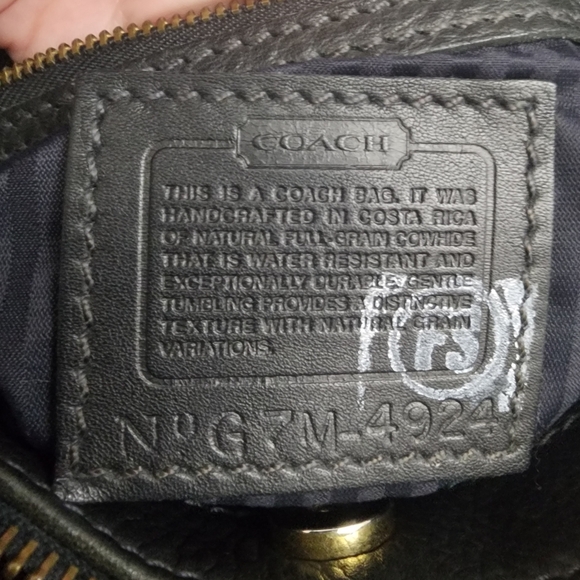 COACH
THIS IS A COACH BAG. IT WAS
HANDCRAFTED IN COSTA RICA
OF NATURAL FULL-GRAIN COWHIDE
THAT IS WATER RESISTANT AND
EXCEPTIONALLY DURABLE. GENTLE
TUMBLING PROVIDES A DISTINCTIVE
TEXTURE WITH NATURAL GRAIN
VARIATIONS.
No G7M-4924